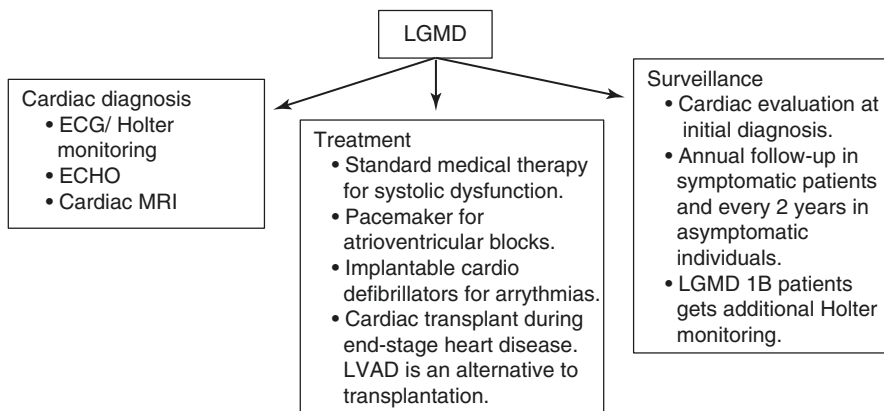 LGMD
Cardiac diagnosis
• ECG/ Holter
monitoring
• ECHO
• Cardiac MRI
Treatment
• Standard medical therapy
for systolic dysfunction.
• Pacemaker for
atrioventricular blocks.
• Implantable cardio
defibrillators for arrythmias.
• Cardiac transplant during
end-stage heart disease.
LVAD is an alternative to
transplantation.
Surveillance
• Cardiac evaluation at
initial diagnosis.
• Annual follow-up in
symptomatic patients
and every 2 years in
asymptomatic
individuals.
• LGMD 1B patients
gets additional Holter
monitoring.